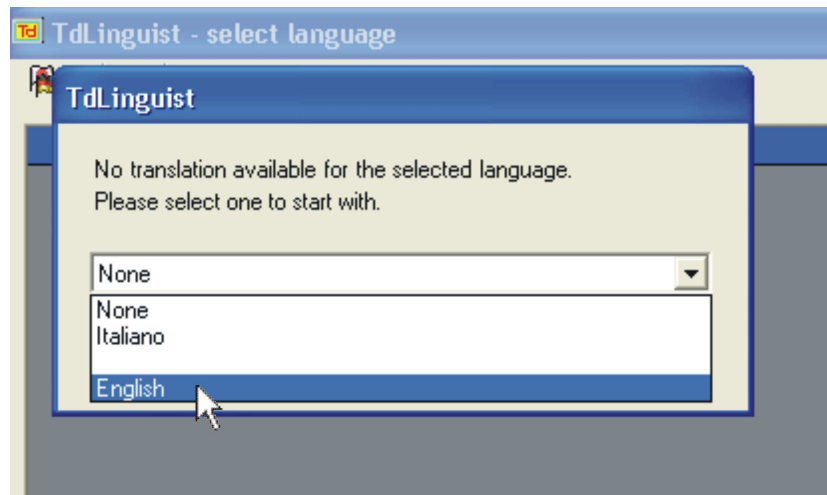 Td TdLinguist - select language
TdLinguist
No translation available for the selected language.
Please select one to start with.
None
None
Italiano
English